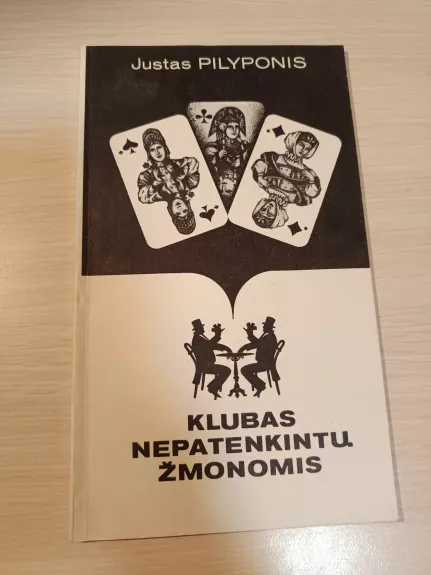 Justas PILYPONIS
KLUBAS
NEPATENKINTŲ
ŽMONOMIS